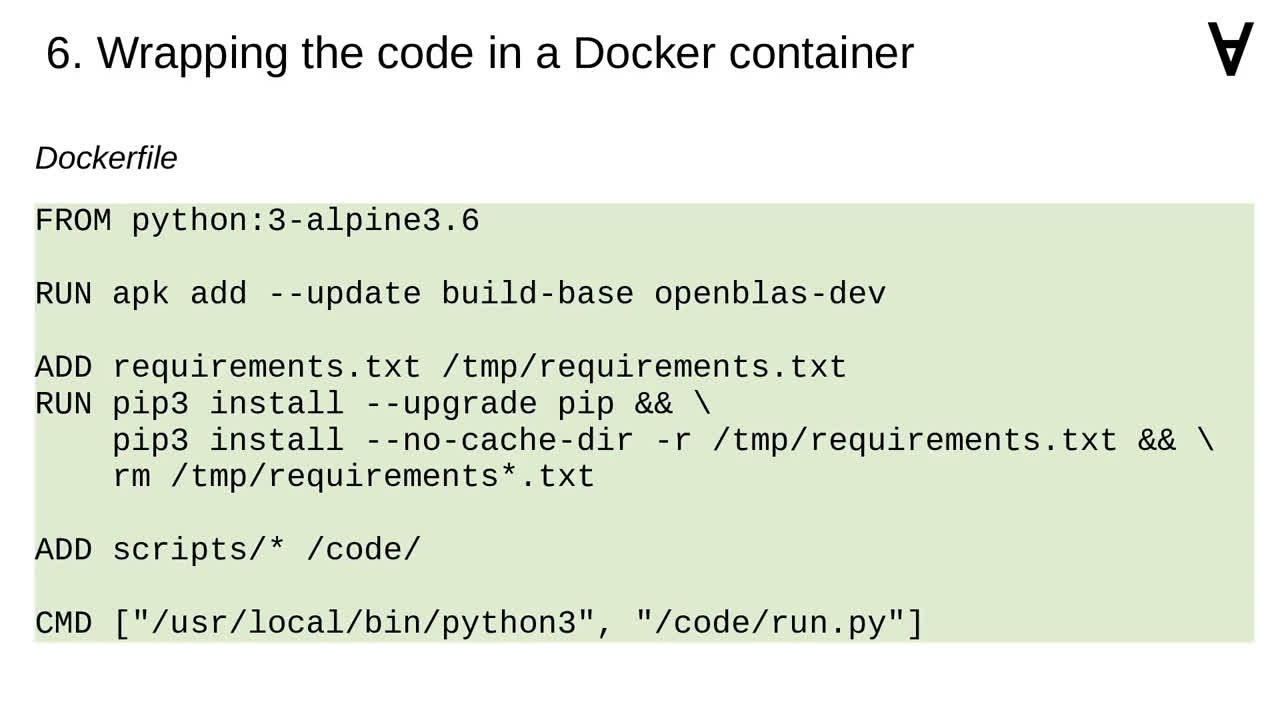 6. Wrapping the code in a Docker container
∀
Dockerfile
FROM python:3-alpine3.6
RUN apk add --update build-base openblas-dev
ADD requirements.txt /tmp/requirements.txt
RUN pip3 install --upgrade pip && \
    pip3 install --no-cache-dir -r /tmp/requirements.txt && \
    rm /tmp/requirements*.txt
ADD scripts/* /code/
CMD ["/usr/local/bin/python3", "/code/run.py"]